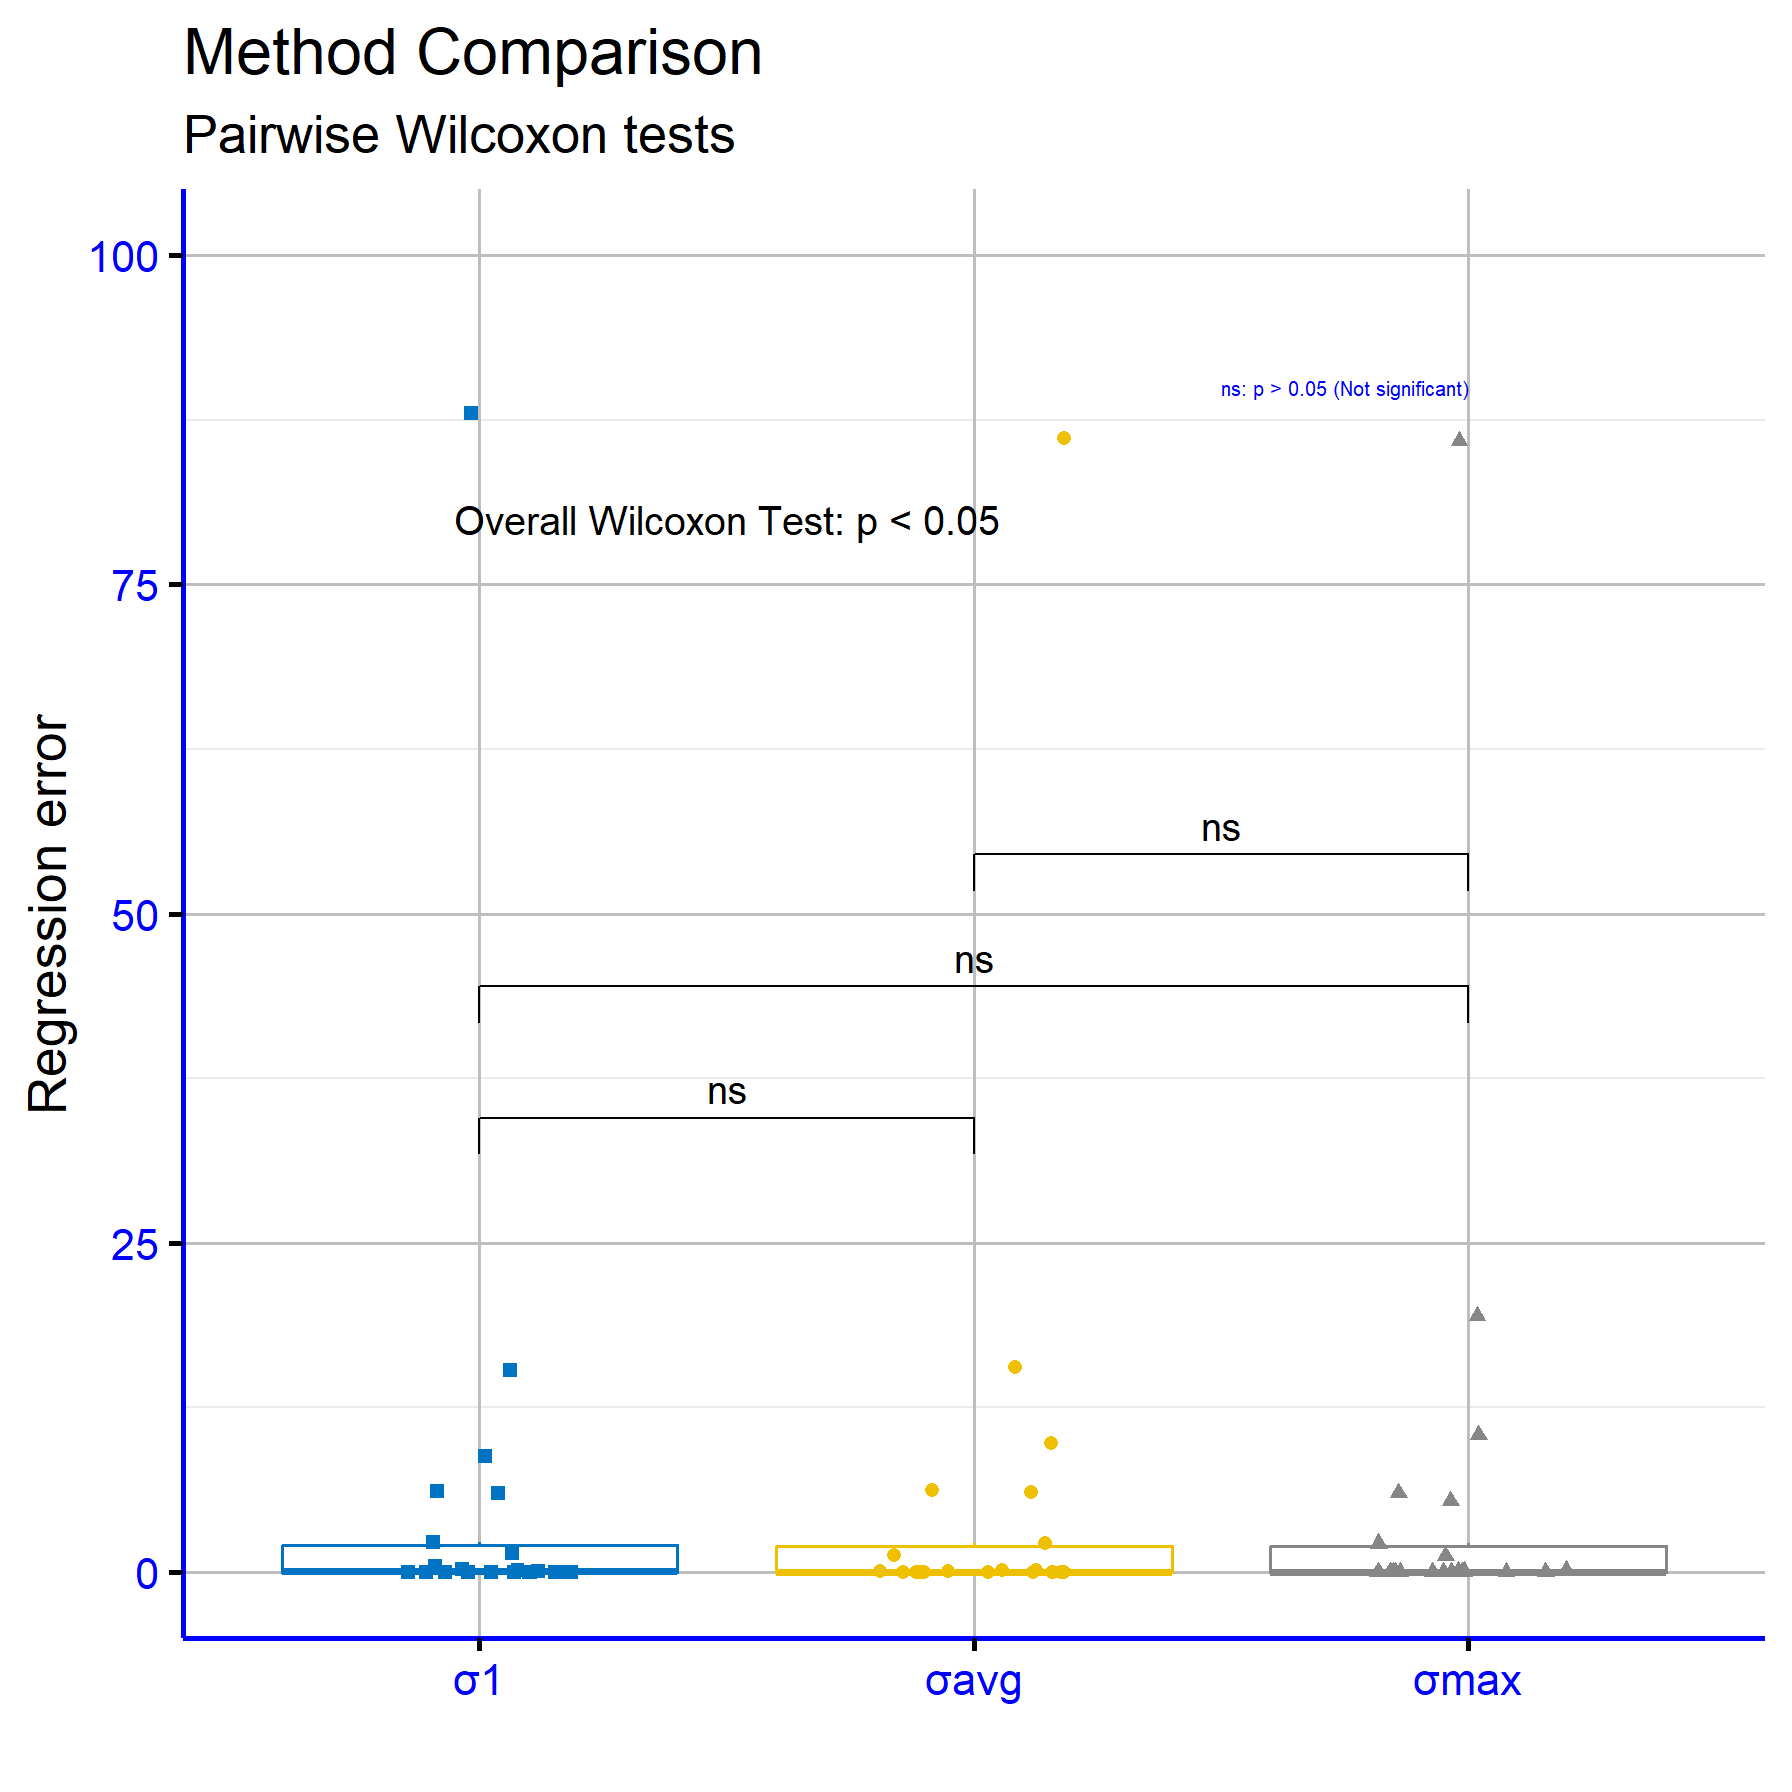 Method Comparison
Pairwise Wilcoxon tests
100
ns: p > 0.05 (Not significant)
Overall Wilcoxon Test: p < 0.05
75
ns
50
ns
ns
25
0
Regression error
σ1 σavg σmax